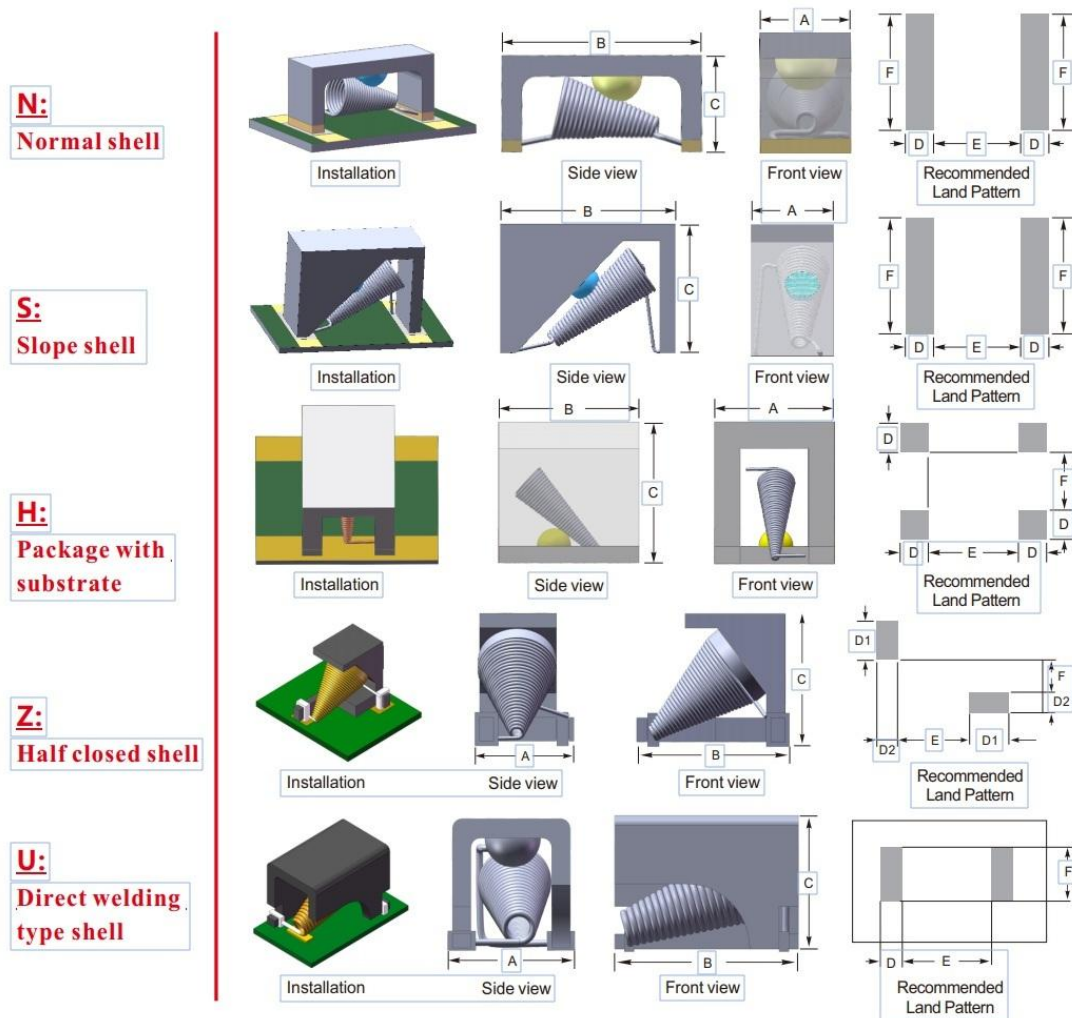 N:
Normal shell
Installation
B
C
Side view
A
Front view
F
F
D
E
D
Recommended
Land Pattern
S:
Slope shell
Installation
B
C
Side view
A
Front view
F
F
D
E
D
Recommended
Land Pattern
H:
Package with
substrate
Installation
B
C
Side view
A
Front view
D
F
D
D
E
D
Recommended
Land Pattern
Z:
Half closed shell
Installation
A
Side view
C
B
Front view
D1
F
D2
D2
E
D1
Recommended
Land Pattern
U:
Direct welding
type shell
Installation
A
Side view
C
B
Front view
F
D
E
Recommended
Land Pattern